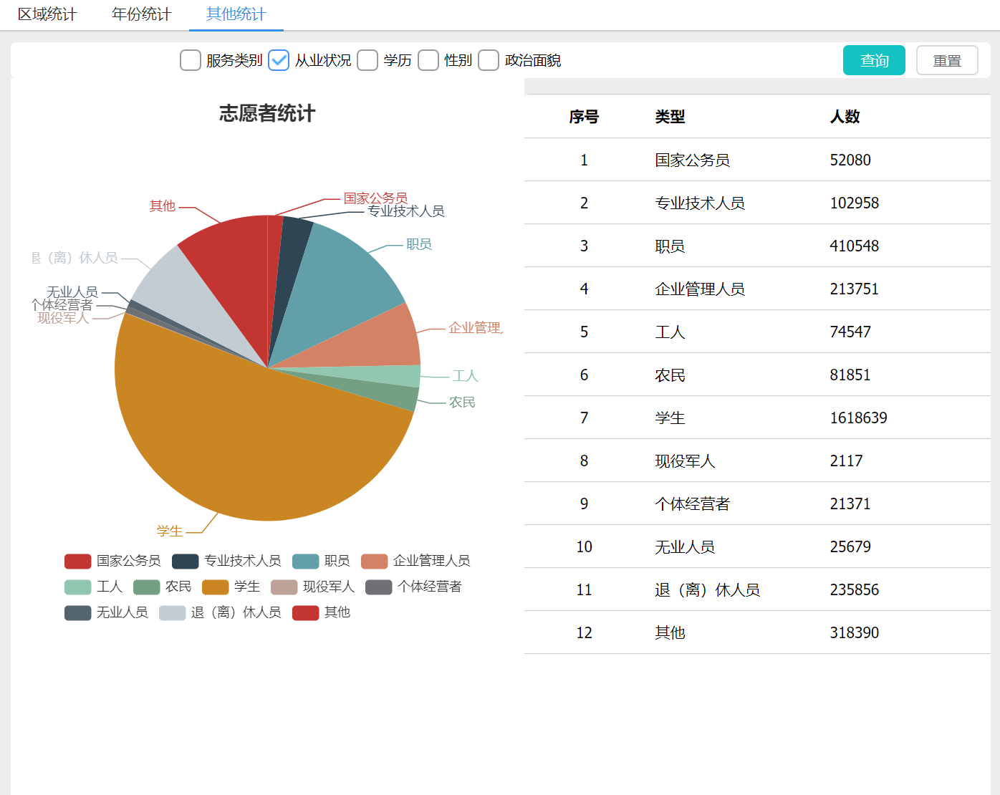 区域统计 年份统计 其他统计
服务类别 从业状况 学历 性别 政治面貌 查询 重置
志愿者统计
国家公务员
其他
专业技术人员
职员
（离）休人员
无业人员
个体经营者
现役军人
企业管理
工人
农民
学生
国家公务员 专业技术人员 职员 企业管理人员
工人 农民 学生 现役军人 个体经营者
无业人员 退（离）休人员 其他
序号 类型 人数
1 国家公务员 52080
2 专业技术人员 102958
3 职员 410548
4 企业管理人员 213751
5 工人 74547
6 农民 81851
7 学生 1618639
8 现役军人 2117
9 个体经营者 21371
10 无业人员 25679
11 退（离）休人员 235856
12 其他 318390